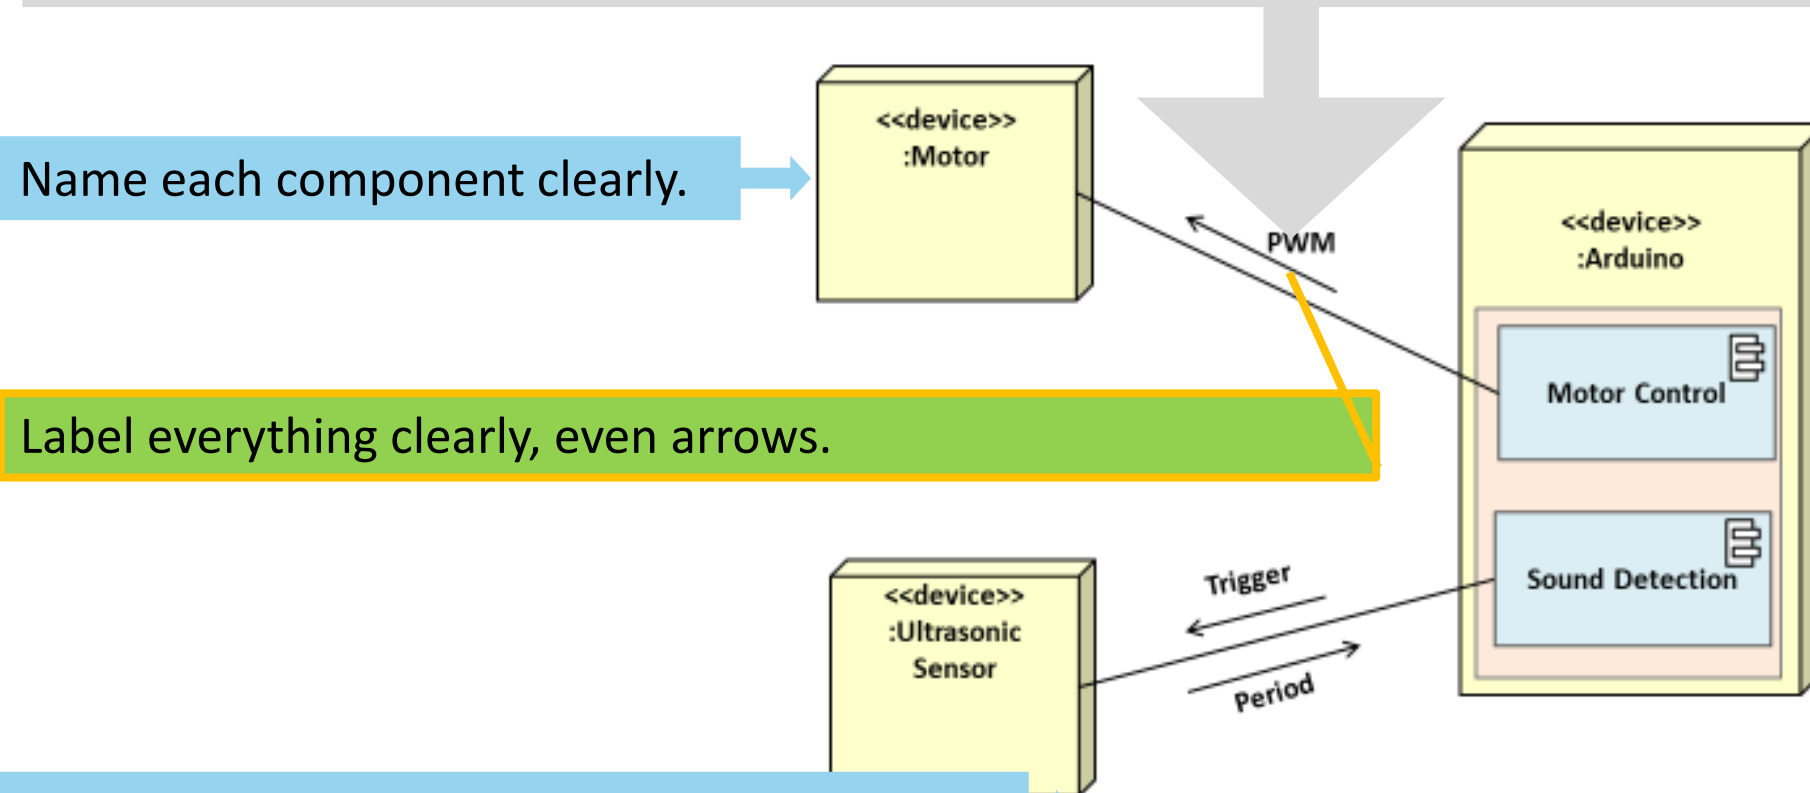 <<device>>
:Motor
Name each component clearly.
PWM
<<device>>
:Arduino
Motor Control
Label everything clearly, even arrows.
Sound Detection
Trigger
<<device>>
:Ultrasonic
Sensor
Period